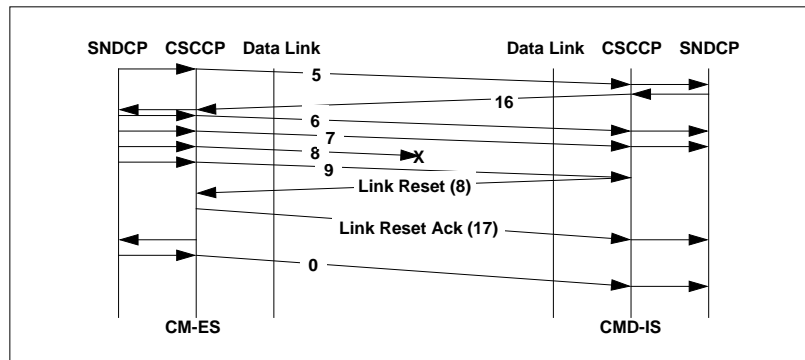 SNDCP CSCCP Data Link Data Link CSCCP SNDCP
5
16
6
7
8 X
9
Link Reset (8)
Link Reset Ack (17)
0
CM-ES CMD-IS